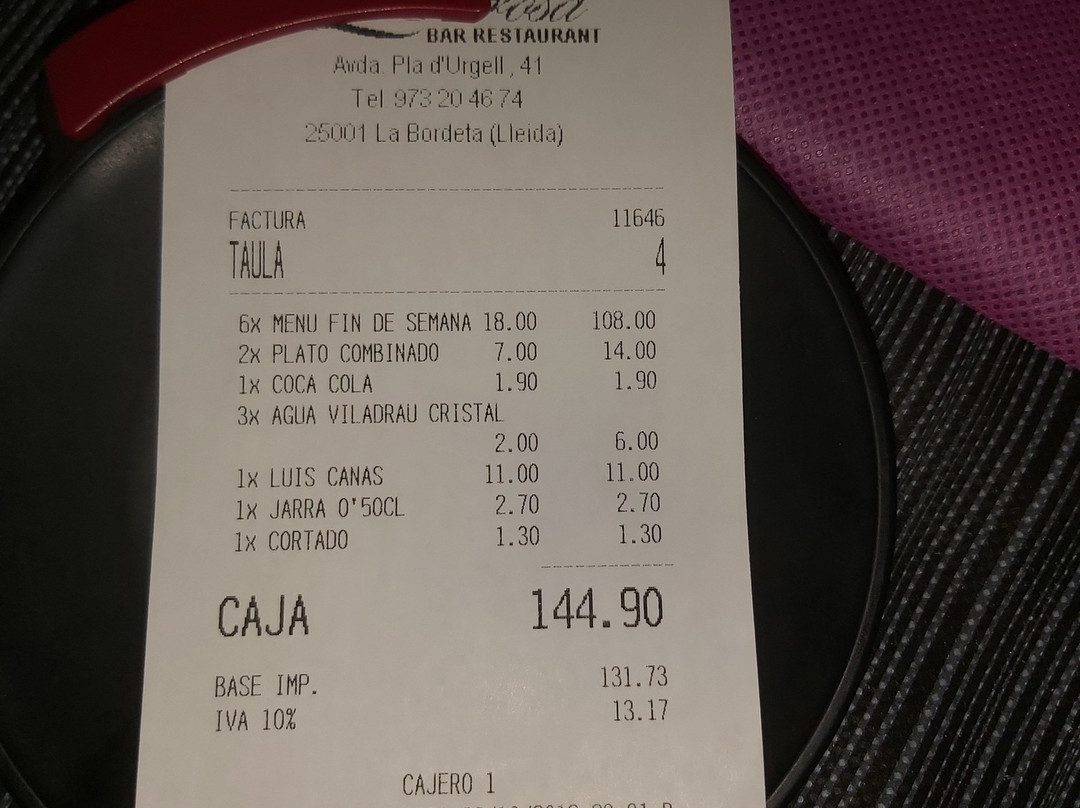 BAR RESTAURANT
Avda. Pla d'Urgell, 41
Tel 973 20 46 74
25001 La Bordeta (Lleida)
FACTURA 11646
TAULA 4
6x MENU FIN DE SEMANA 18.00 108.00
2x PLATO COMBINADO 7.00 14.00
1x COCA COLA 1.90 1.90
3x AGUA VILADRAU CRISTAL
2.00 6.00
1x LUIS CANAS 11.00 11.00
1x JARRA 0'50CL 2.70 2.70
1x CORTADO 1.30 1.30
CAJA 144.90
BASE IMP. 131.73
IVA 10% 13.17
CAJERO 1